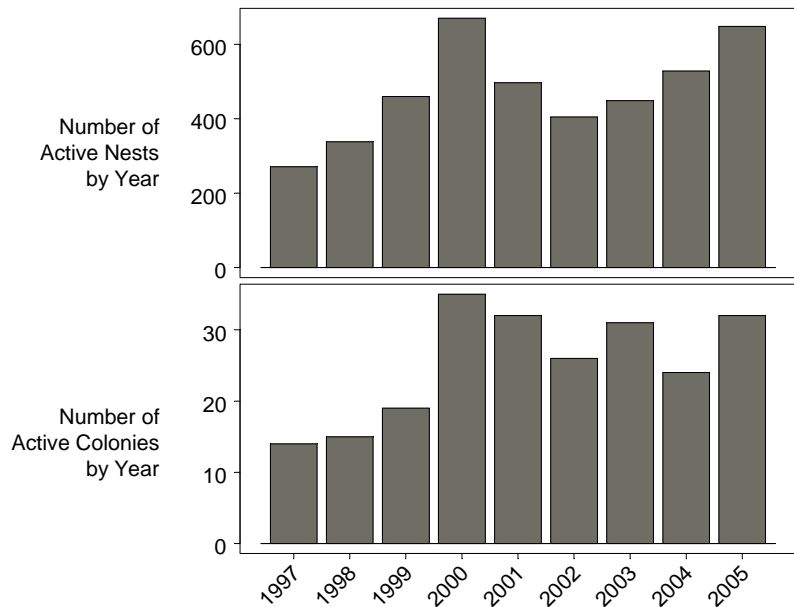 Number of
Active Nests
by Year
600
400
200
0
Number of
Active Colonies
by Year
30
20
10
0
1997
1998
1999
2000
2001
2002
2003
2004
2005